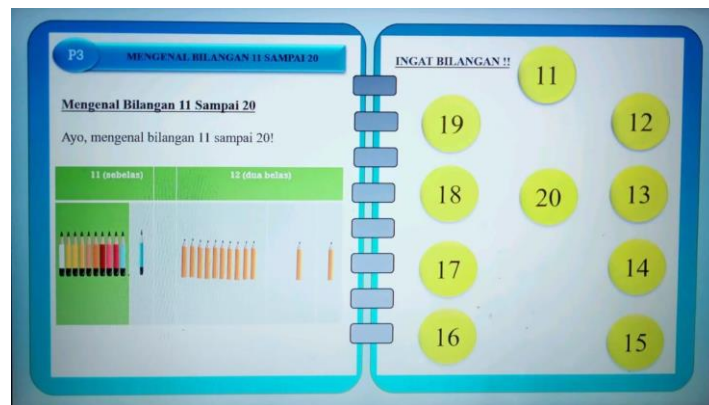 P3
MENGENAL BILANGAN 11 SAMPAI 20
Mengenal Bilangan 11 Sampai 20
Ayo, mengenal bilangan 11 sampai 20!
11 (sebelas)
12 (dua belas)
INGAT BILANGAN !!
11
19
12
18
20
13
17
14
16
15